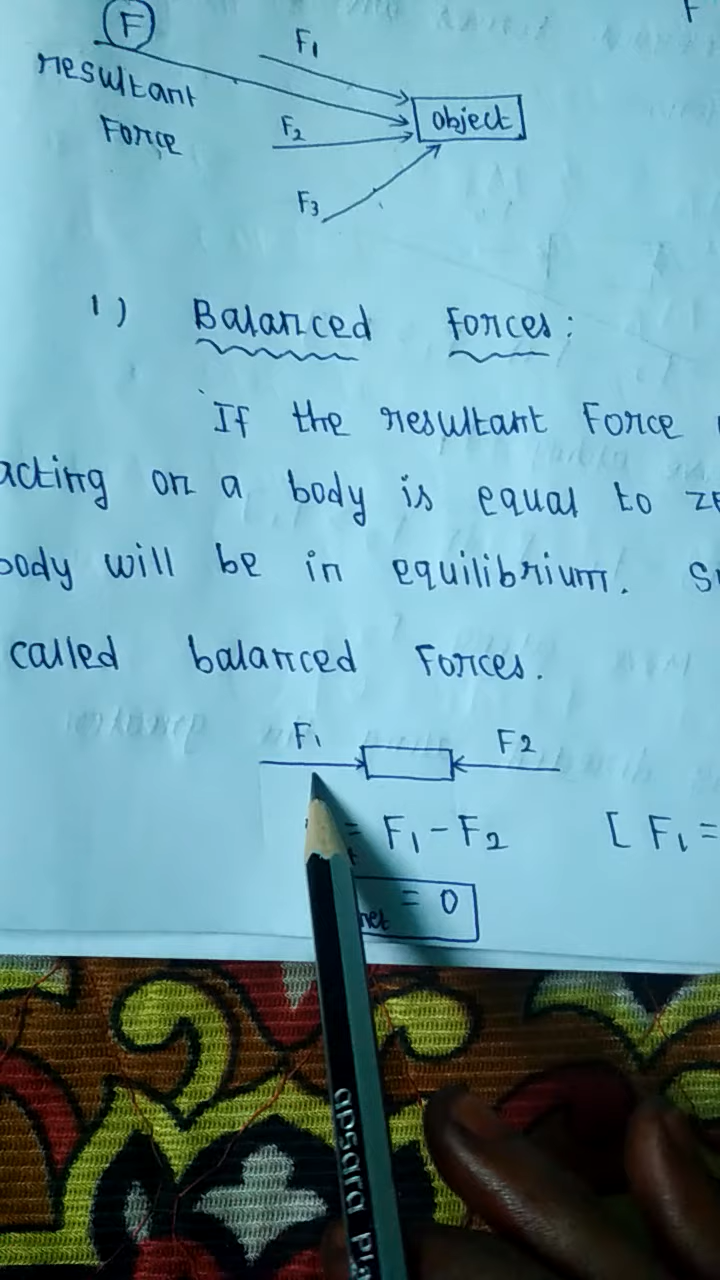 F
F
F₁
resultant
Force
object
F₂
F₃
1) Balanced Forces:
If the resultant Force
acting on a body is equal to
body will be in equilibrium.
called balanced Forces.
F₁ F2
= F₁ - F₂ [ F₁ =
net = 0
apsara